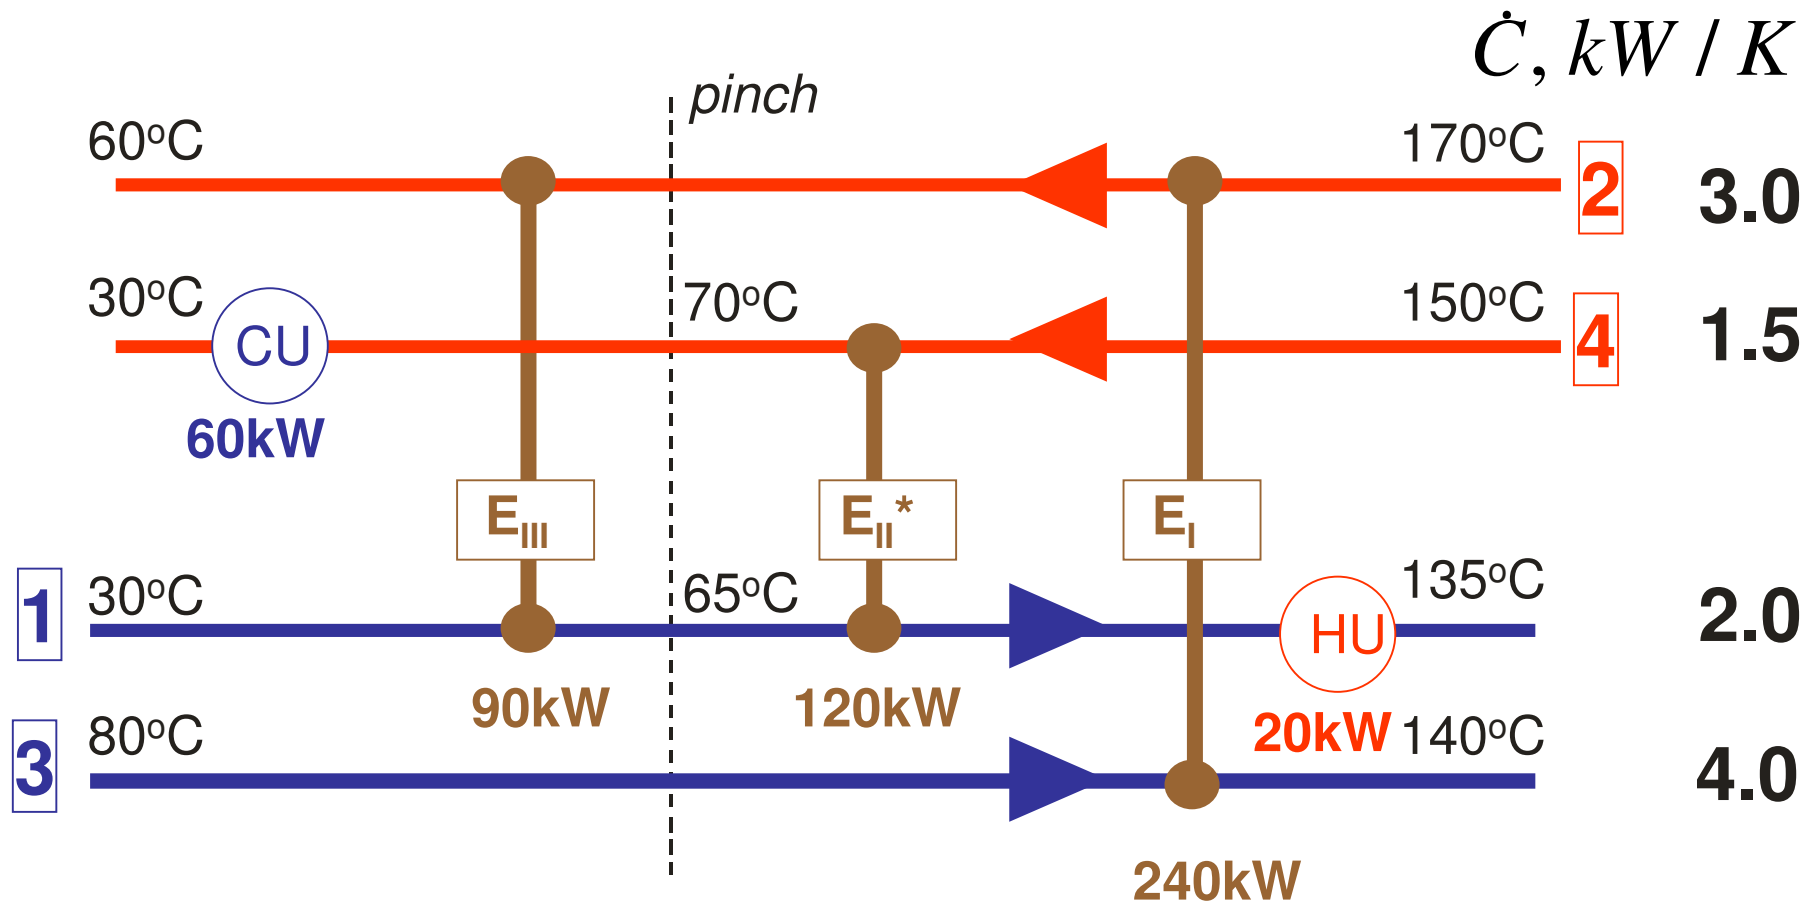 Ċ, kW / K
pinch
60°C 170°C 2 3.0
30°C CU 70°C 150°C 4 1.5
60kW
E_III E_II* E_I
1 30°C 65°C HU 135°C 2.0
90kW 120kW 20kW
3 80°C 140°C 4.0
240kW